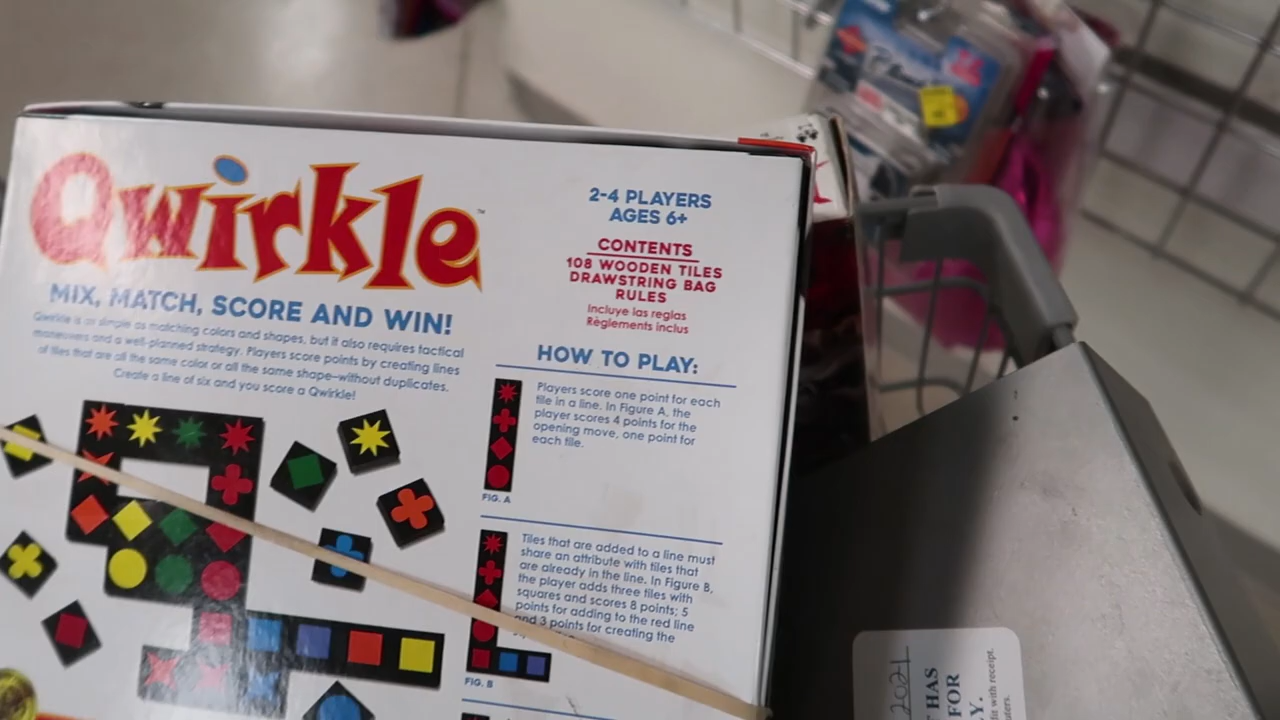 Qwirkle
MIX, MATCH, SCORE AND WIN!
Qwirkle is as simple as matching colors and shapes, but it also requires tactical
maneuvers and a well-planned strategy. Players score points by creating lines
of tiles that are all the same color or all the same shape–without duplicates.
Create a line of six and you score a Qwirkle!
2-4 PLAYERS
AGES 6+
CONTENTS
108 WOODEN TILES
DRAWSTRING BAG
RULES
Incluye las reglas
Règlements inclus
HOW TO PLAY:
Players score one point for each
tile in a line. In Figure A, the
player scores 4 points for the
opening move, one point for
each tile.
FIG. A
Tiles that are added to a line must
share an attribute with tiles that
are already in the line. In Figure B,
the player adds three tiles with
squares and scores 8 points; 5
points for adding to the red line
and 3 points for creating the
FIG. B
2021
HAS
FOR
Y.
with receipt.